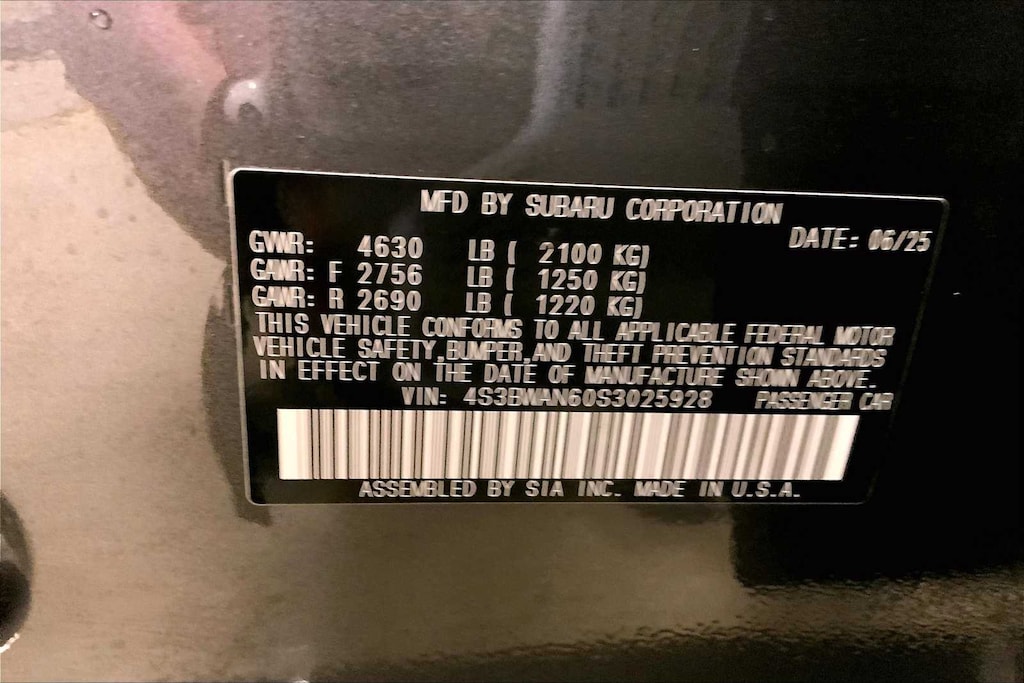 MFD BY SUBARU CORPORATION
DATE: 06/25
GVWR: 4630 LB ( 2100 KG)
GAWR: F 2756 LB ( 1250 KG)
GAWR: R 2690 LB ( 1220 KG)
THIS VEHICLE CONFORMS TO ALL APPLICABLE FEDERAL MOTOR
VEHICLE SAFETY, BUMPER, AND THEFT PREVENTION STANDARDS
IN EFFECT ON THE DATE OF MANUFACTURE SHOWN ABOVE.
VIN: 4S3BWAN60S3025928 PASSENGER CAR
ASSEMBLED BY SIA INC. MADE IN U.S.A.